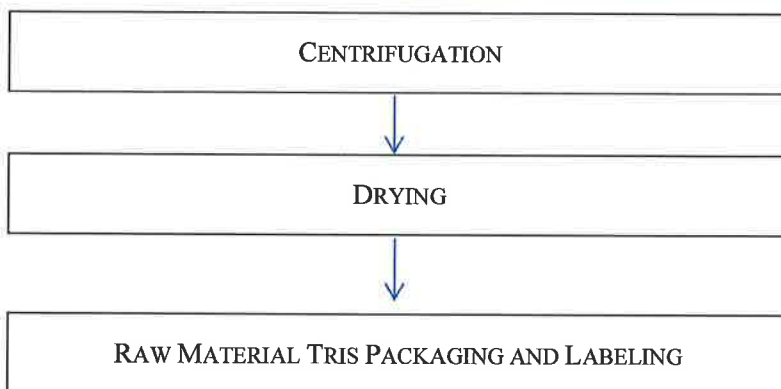 CENTRIFUGATION
DRYING
RAW MATERIAL TRIS PACKAGING AND LABELING